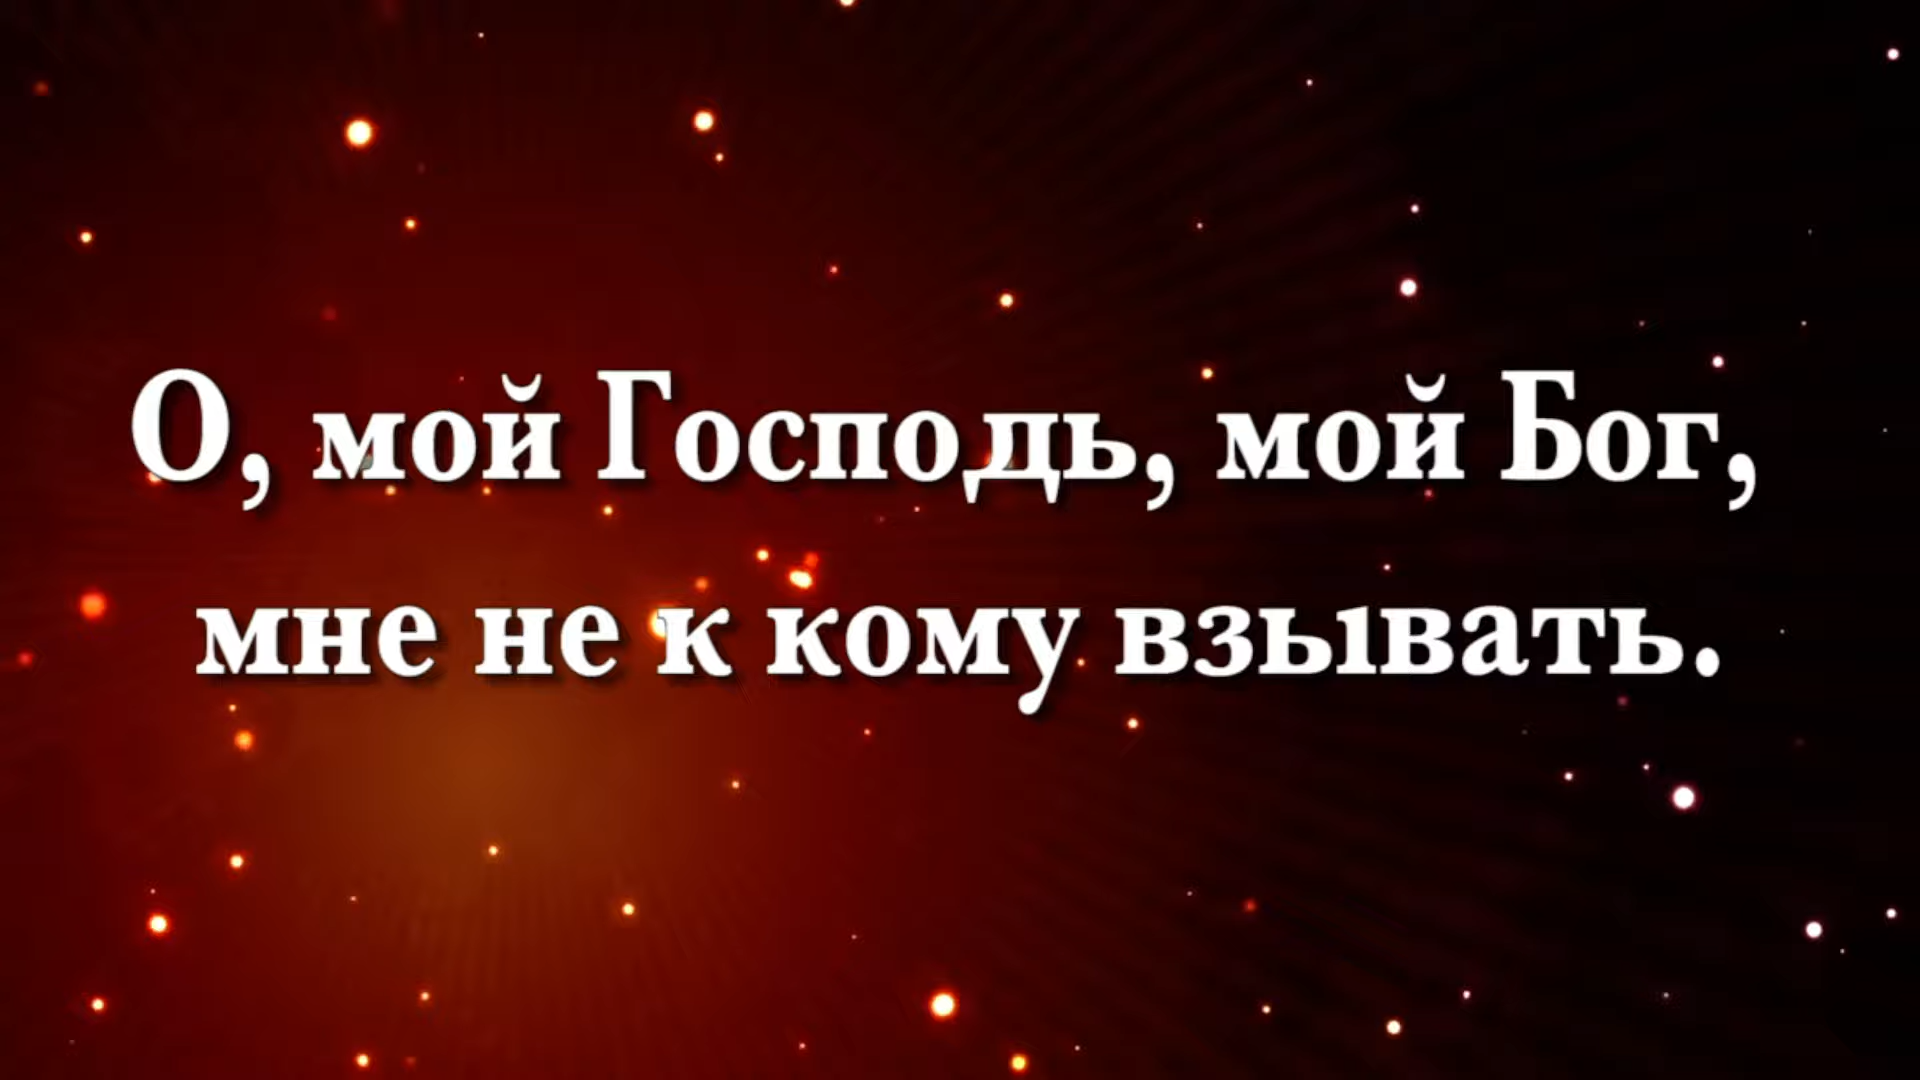 О, мой Господь, мой Бог,
мне не к кому взывать.